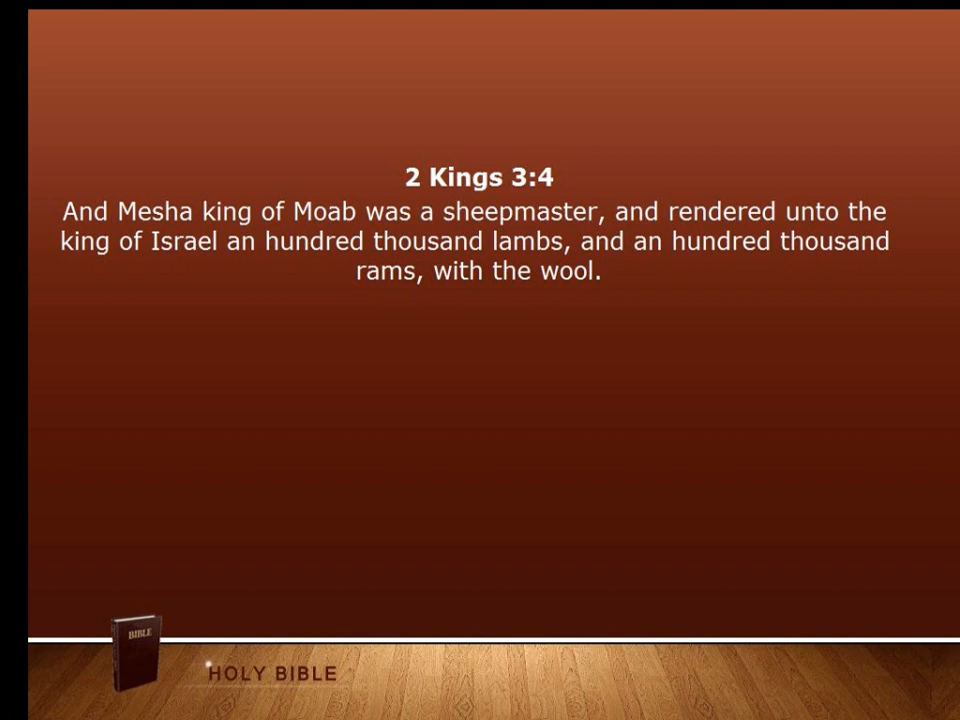 2 Kings 3:4
And Mesha king of Moab was a sheepmaster, and rendered unto the
king of Israel an hundred thousand lambs, and an hundred thousand
rams, with the wool.
BIBLE
HOLY BIBLE